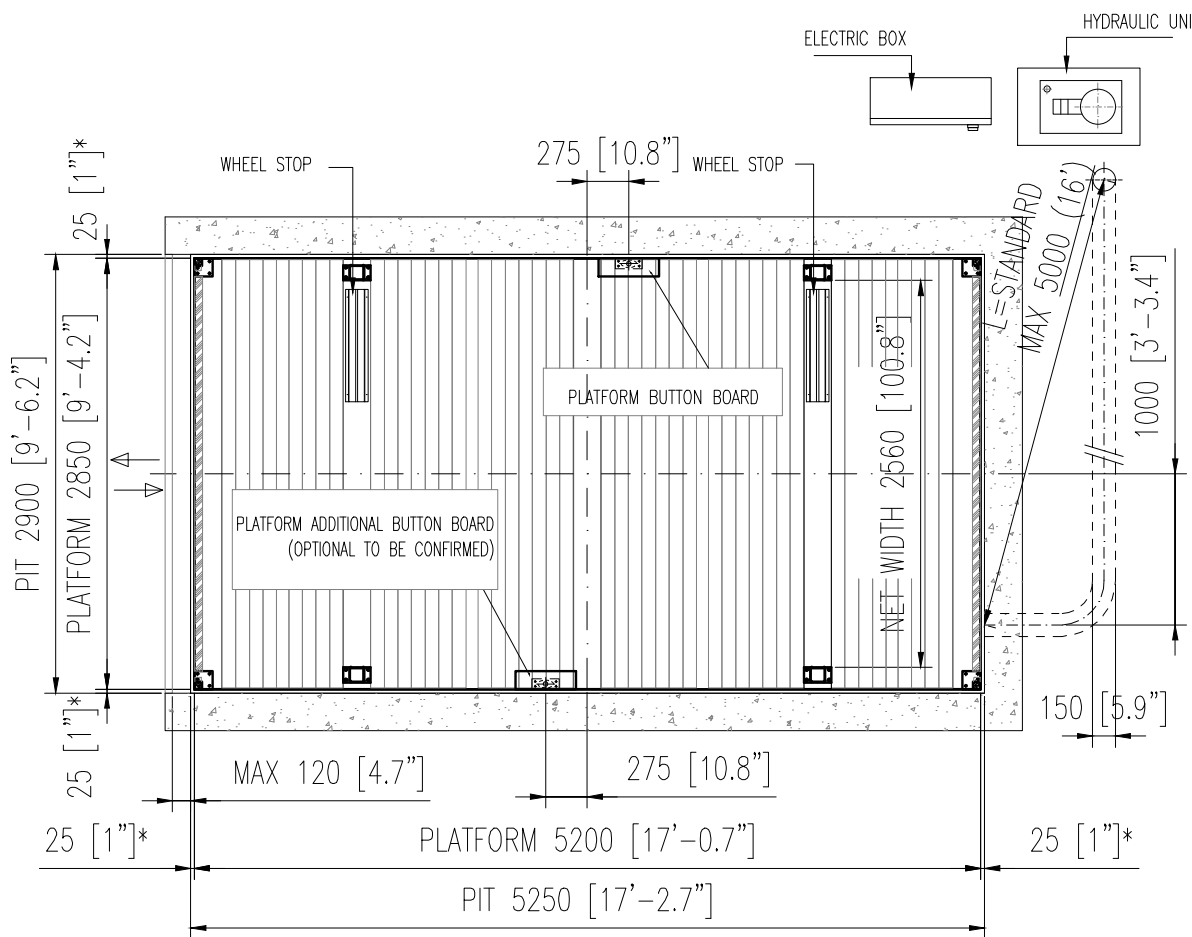 HYDRAULIC UNI
ELECTRIC BOX
WHEEL STOP
275 [10.8”]
WHEEL STOP
25 [1”]*
L=STANDARD
MAX 5000 (16’)
1000 [3’-3.4”]
PIT 2900 [9’-6.2”]
PLATFORM 2850 [9’-4.2”]
PLATFORM BUTTON BOARD
NET WIDTH 2560 [100.8”]
PLATFORM ADDITIONAL BUTTON BOARD
(OPTIONAL TO BE CONFIRMED)
25 [1”]*
150 [5.9”]
MAX 120 [4.7”]
275 [10.8”]
25 [1”]*
PLATFORM 5200 [17’-0.7”]
25 [1”]*
PIT 5250 [17’-2.7”]